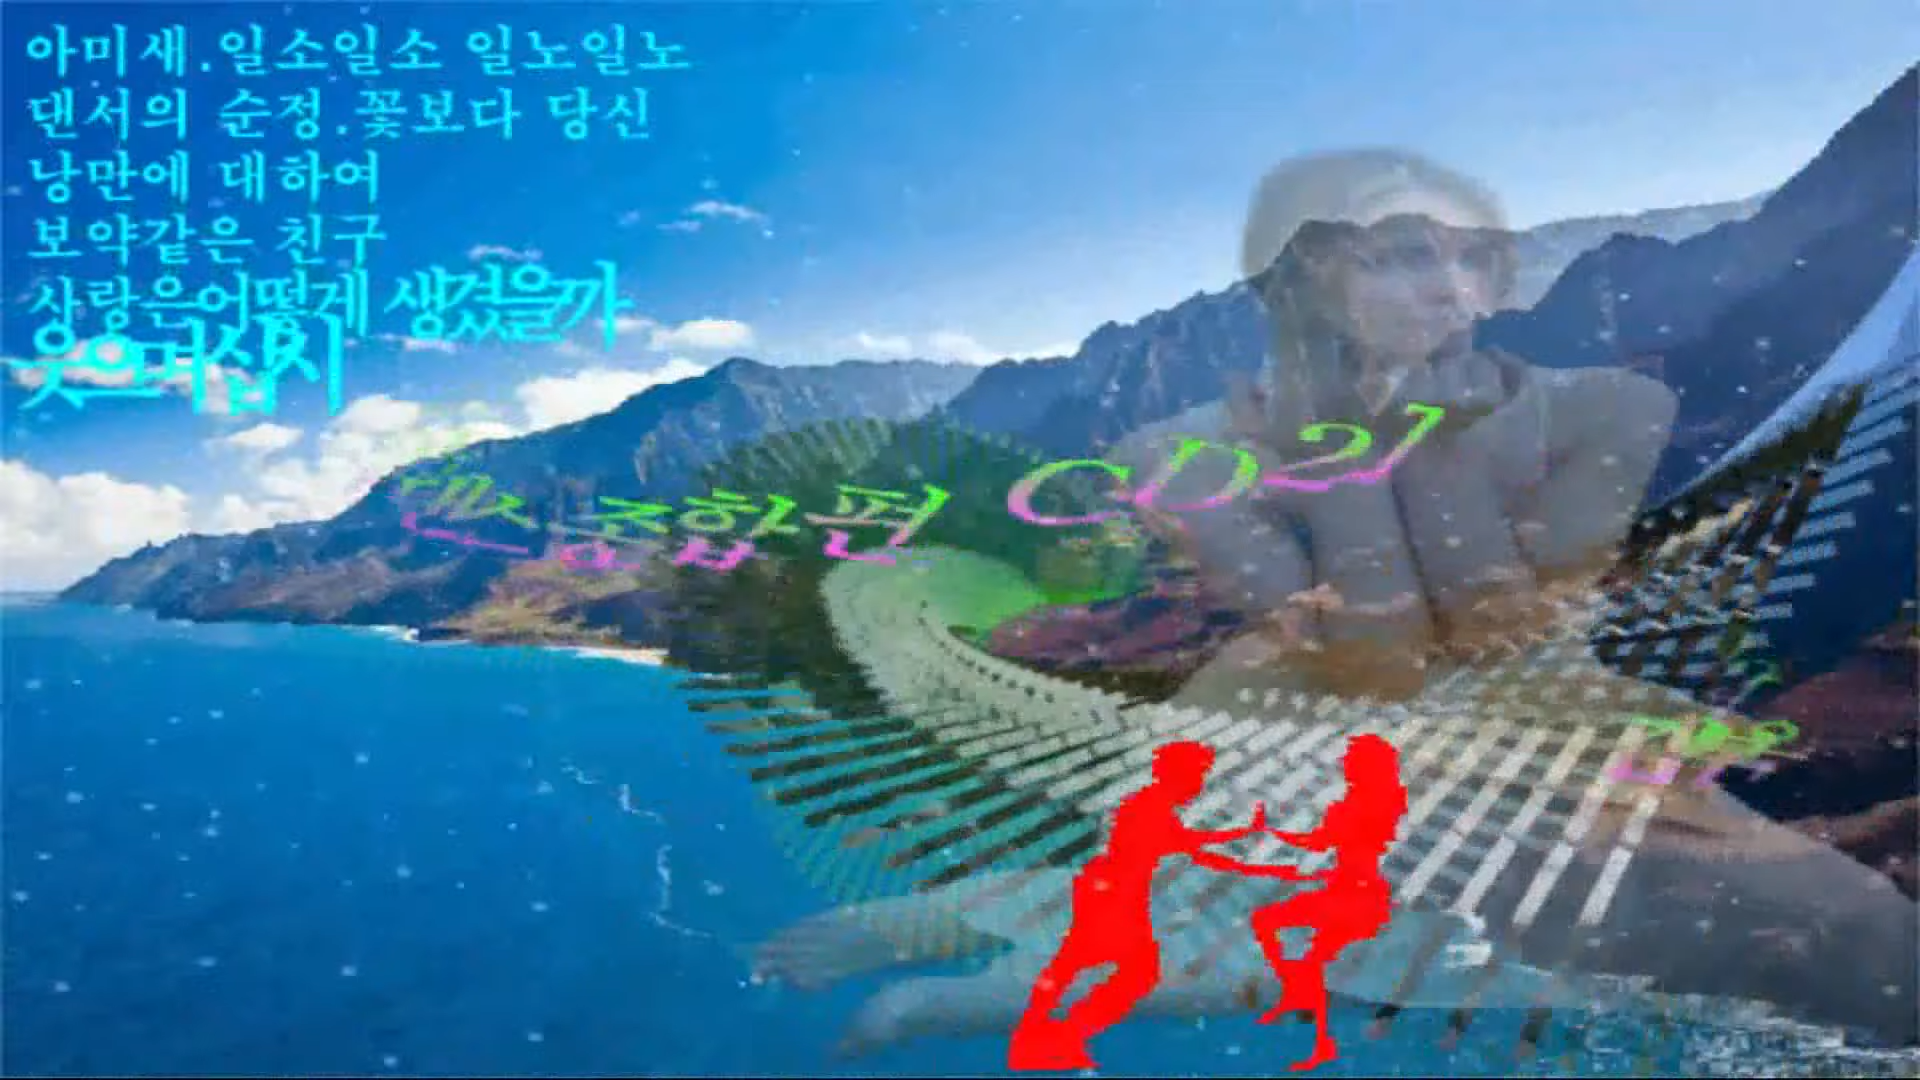 아미새.일소일소 일노일노
댄서의 순정.꽃보다 당신
낭만에 대하여
보약같은 친구
사랑은어떻게 생겼을까
웃으며삽시
종합편 CD21